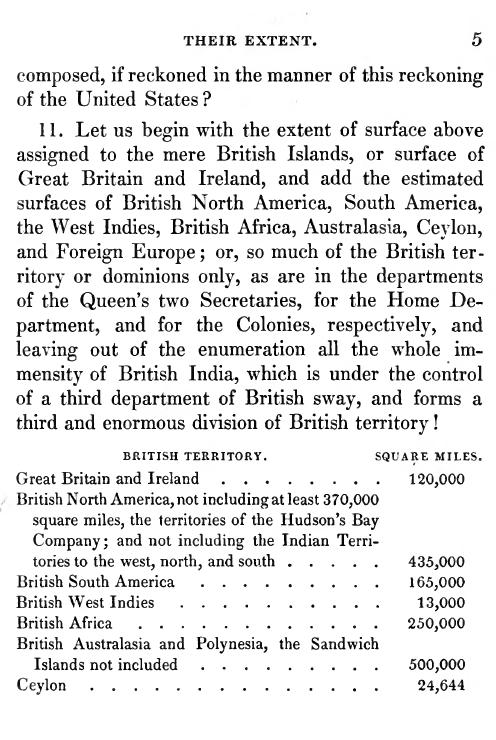 THEIR EXTENT. 5
composed, if reckoned in the manner of this reckoning
of the United States?
11. Let us begin with the extent of surface above
assigned to the mere British Islands, or surface of
Great Britain and Ireland, and add the estimated
surfaces of British North America, South America,
the West Indies, British Africa, Australasia, Ceylon,
and Foreign Europe; or, so much of the British ter-
ritory or dominions only, as are in the departments
of the Queen's two Secretaries, for the Home De-
partment, and for the Colonies, respectively, and
leaving out of the enumeration all the whole im-
mensity of British India, which is under the control
of a third department of British sway, and forms a
third and enormous division of British territory!
BRITISH TERRITORY. SQUARE MILES.
Great Britain and Ireland . . . . . . . . 120,000
British North America, not including at least 370,000
square miles, the territories of the Hudson's Bay
Company; and not including the Indian Terri-
tories to the west, north, and south . . . . . 435,000
British South America . . . . . . . . . 165,000
British West Indies . . . . . . . . . . 13,000
British Africa . . . . . . . . . . . . 250,000
British Australasia and Polynesia, the Sandwich
Islands not included . . . . . . . . . 500,000
Ceylon . . . . . . . . . . . . . . 24,644